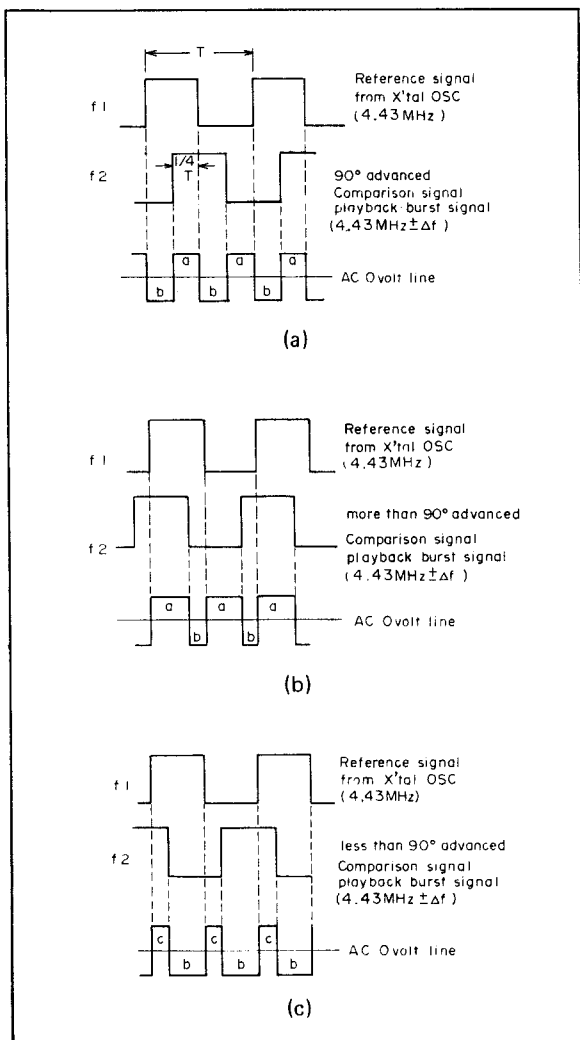 T
f1
Reference signal
from X'tal OSC
(4.43MHz)
1/4
T
f2
90° advanced
Comparison signal
playback burst signal
(4.43MHz ± Δf)
a a a
b b b
AC 0volt line
(a)
f1
Reference signal
from X'tal OSC
(4.43MHz)
f2
more than 90° advanced
Comparison signal
playback burst signal
(4.43MHz ± Δf)
a a a
b b
AC 0volt line
(b)
f1
Reference signal
from X'tal OSC
(4.43MHz)
f2
less than 90° advanced
Comparison signal
playback burst signal
(4.43MHz ± Δf)
c c c
b b b
AC 0volt line
(c)